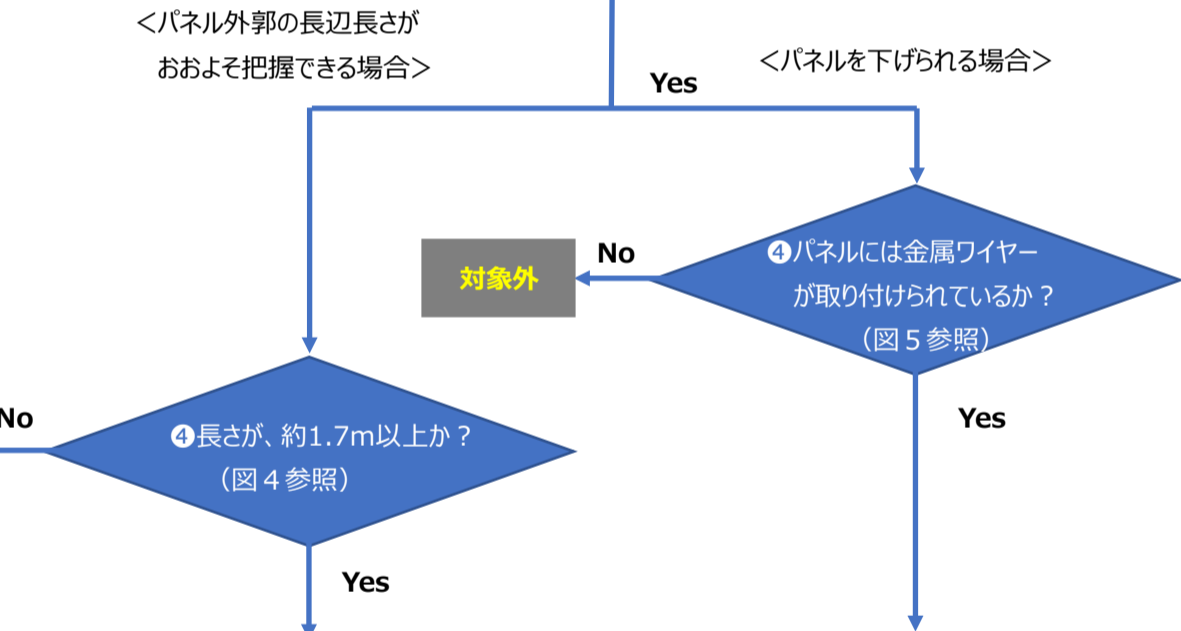 ＜パネル外郭の長辺長さが
おおよそ把握できる場合＞
＜パネルを下げられる場合＞
Yes
❹パネルには金属ワイヤー
が取り付けられているか？
（図５参照）
No
対象外
Yes
No
❹長さが、約1.7m以上か？
（図４参照）
Yes